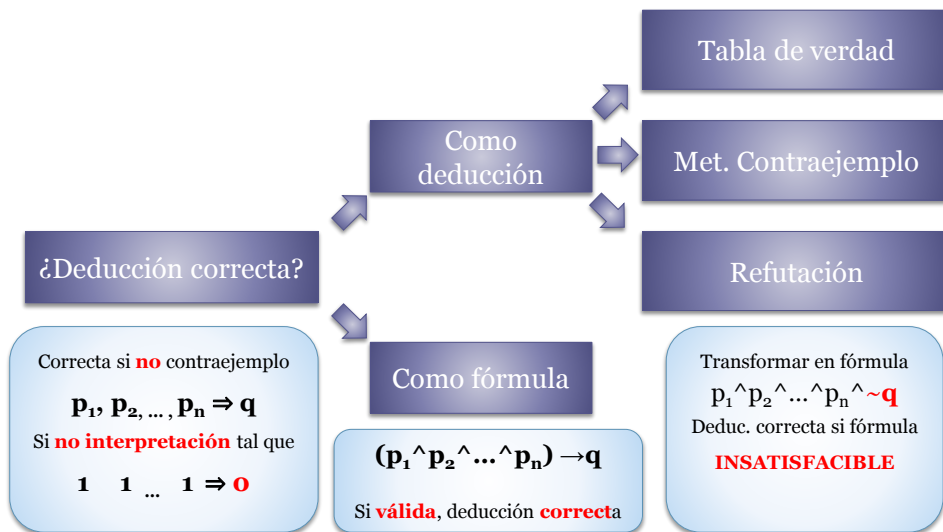 Tabla de verdad
Como
deducción
Met. Contraejemplo
¿Deducción correcta?
Refutación
Correcta si no contraejemplo
p₁, p₂, ... , pₙ ⇒ q
Si no interpretación tal que
1 1 ... 1 ⇒ 0
Como fórmula
(p₁^p₂^...^pₙ) →q
Si válida, deducción correcta
Transformar en fórmula
p₁^p₂^...^pₙ^~q
Deduc. correcta si fórmula
INSATISFACIBLE